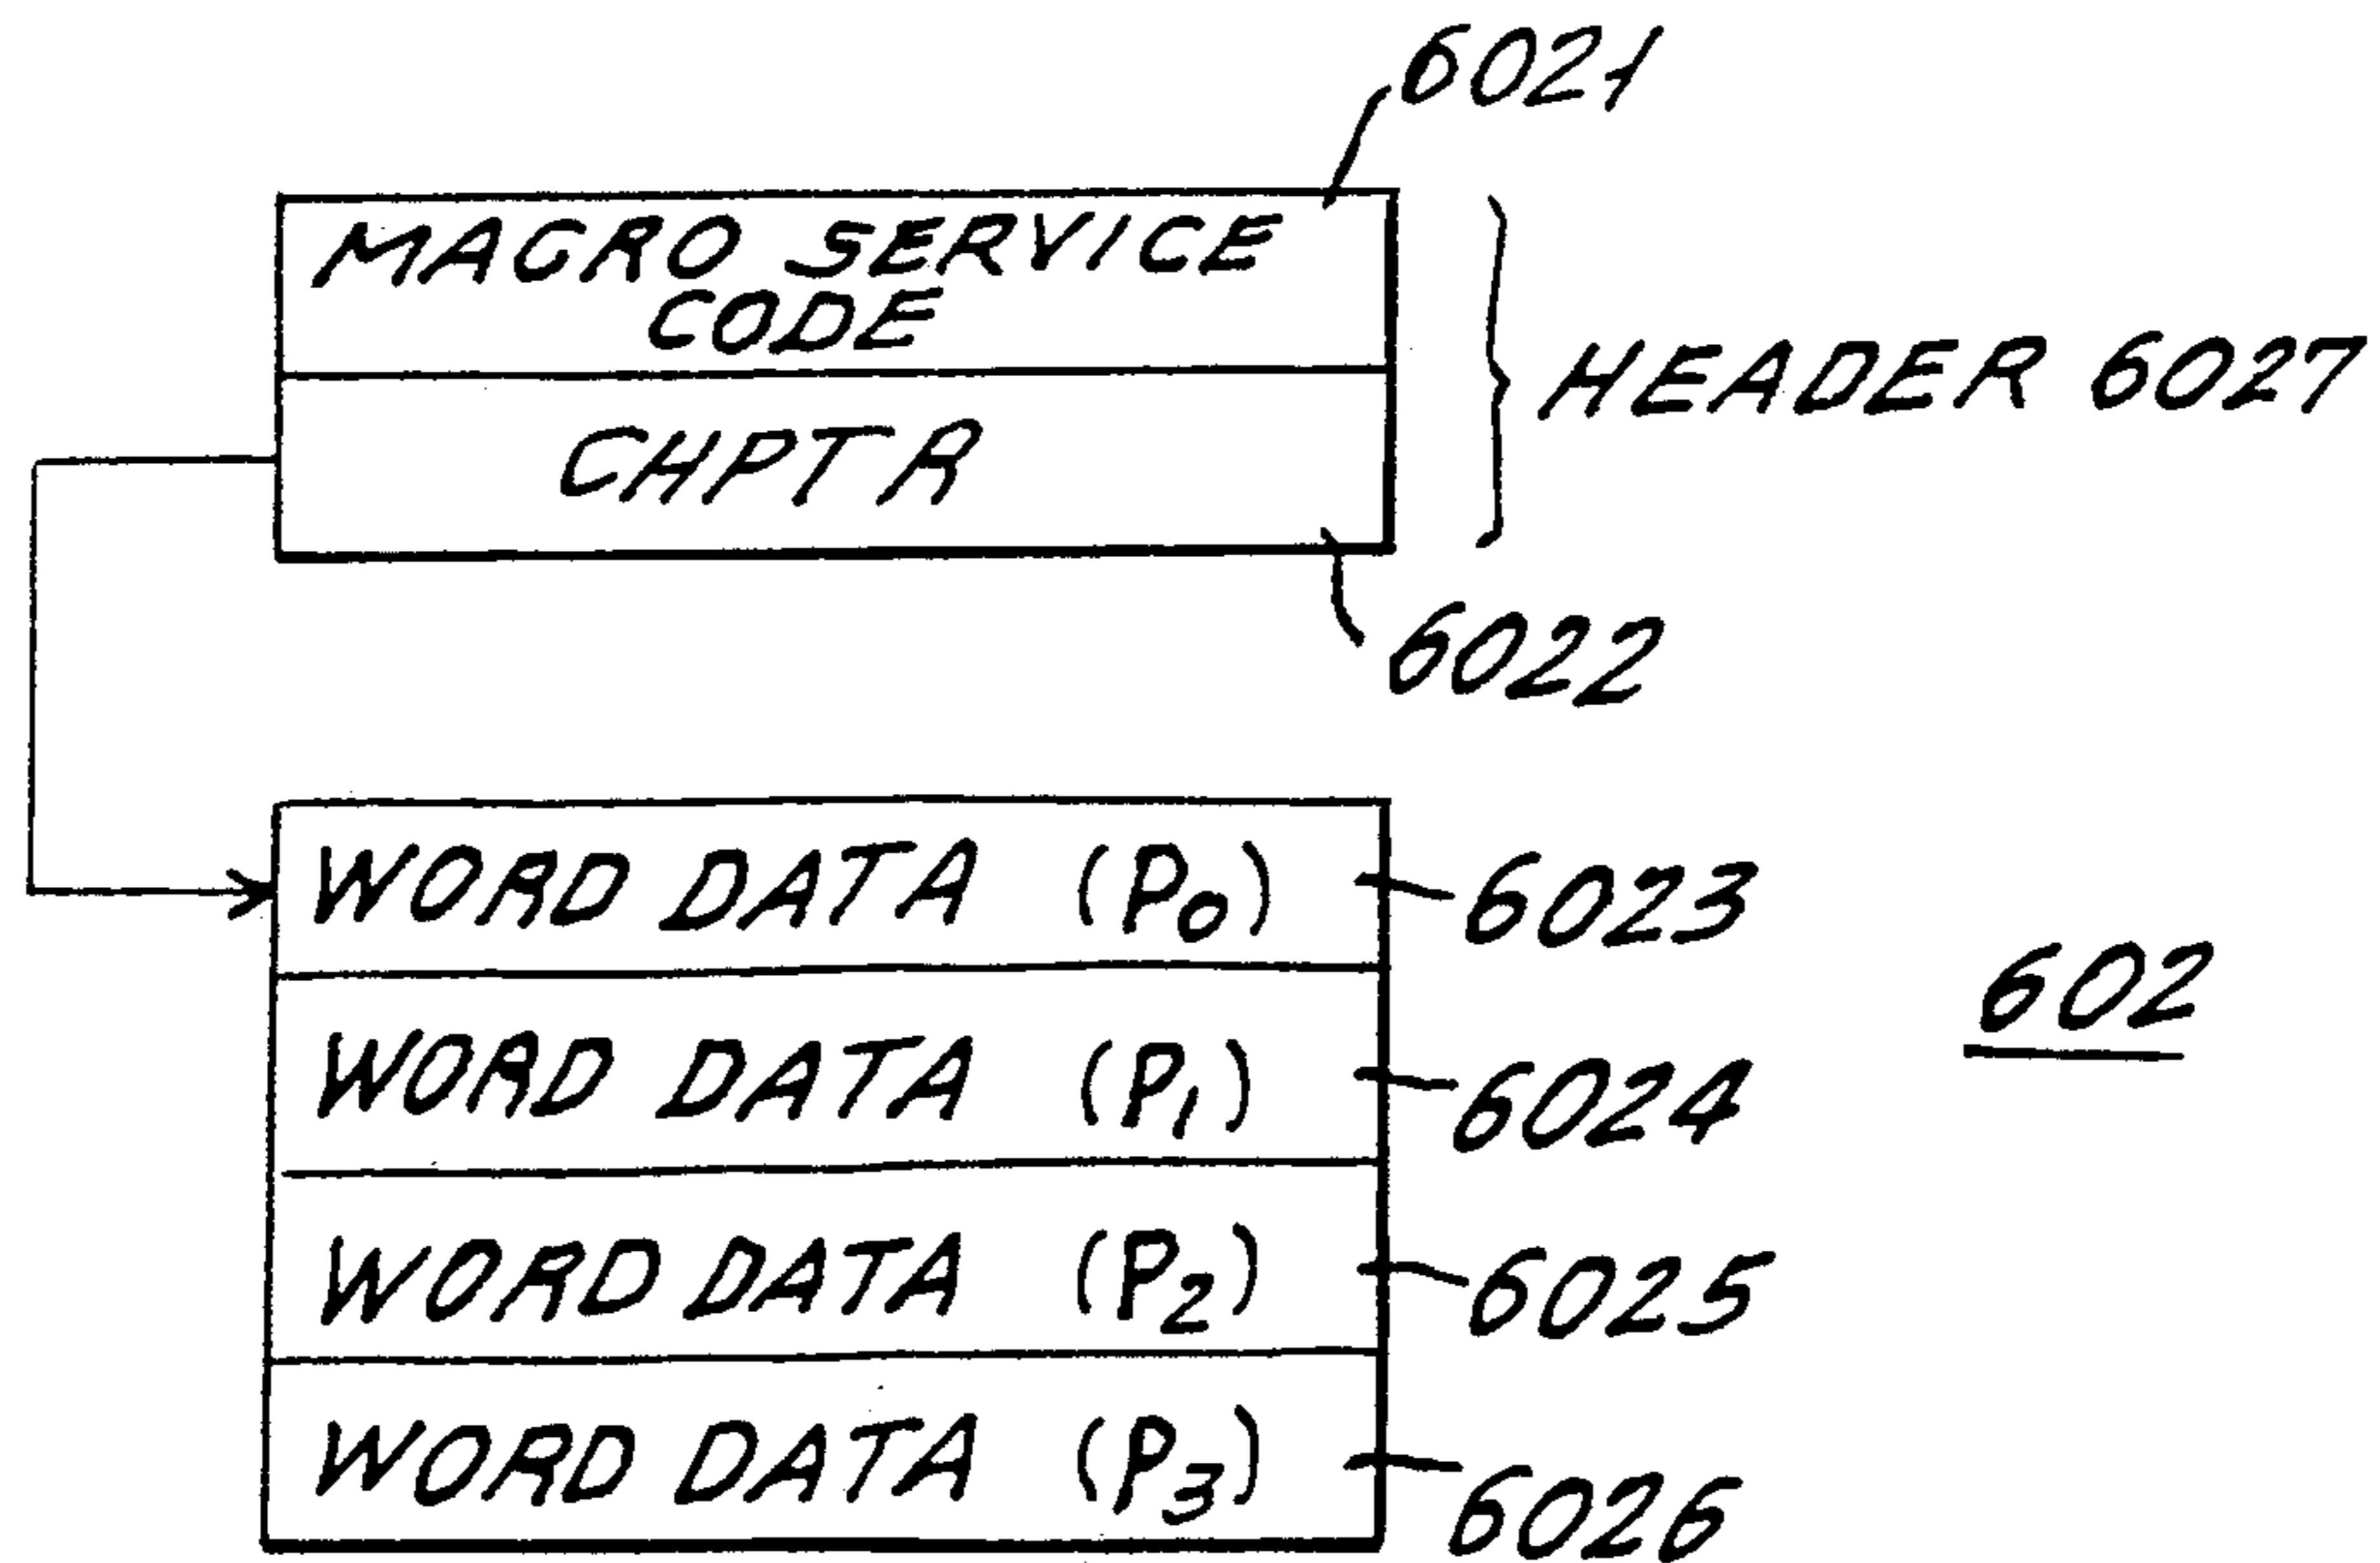 6021
MACRO SERVICE
CODE
HEADER 6027
CHPTR
6022
WORD DATA (P0) 6023
602
WORD DATA (P1) 6024
WORD DATA (P2) 6025
WORD DATA (P3) 6026